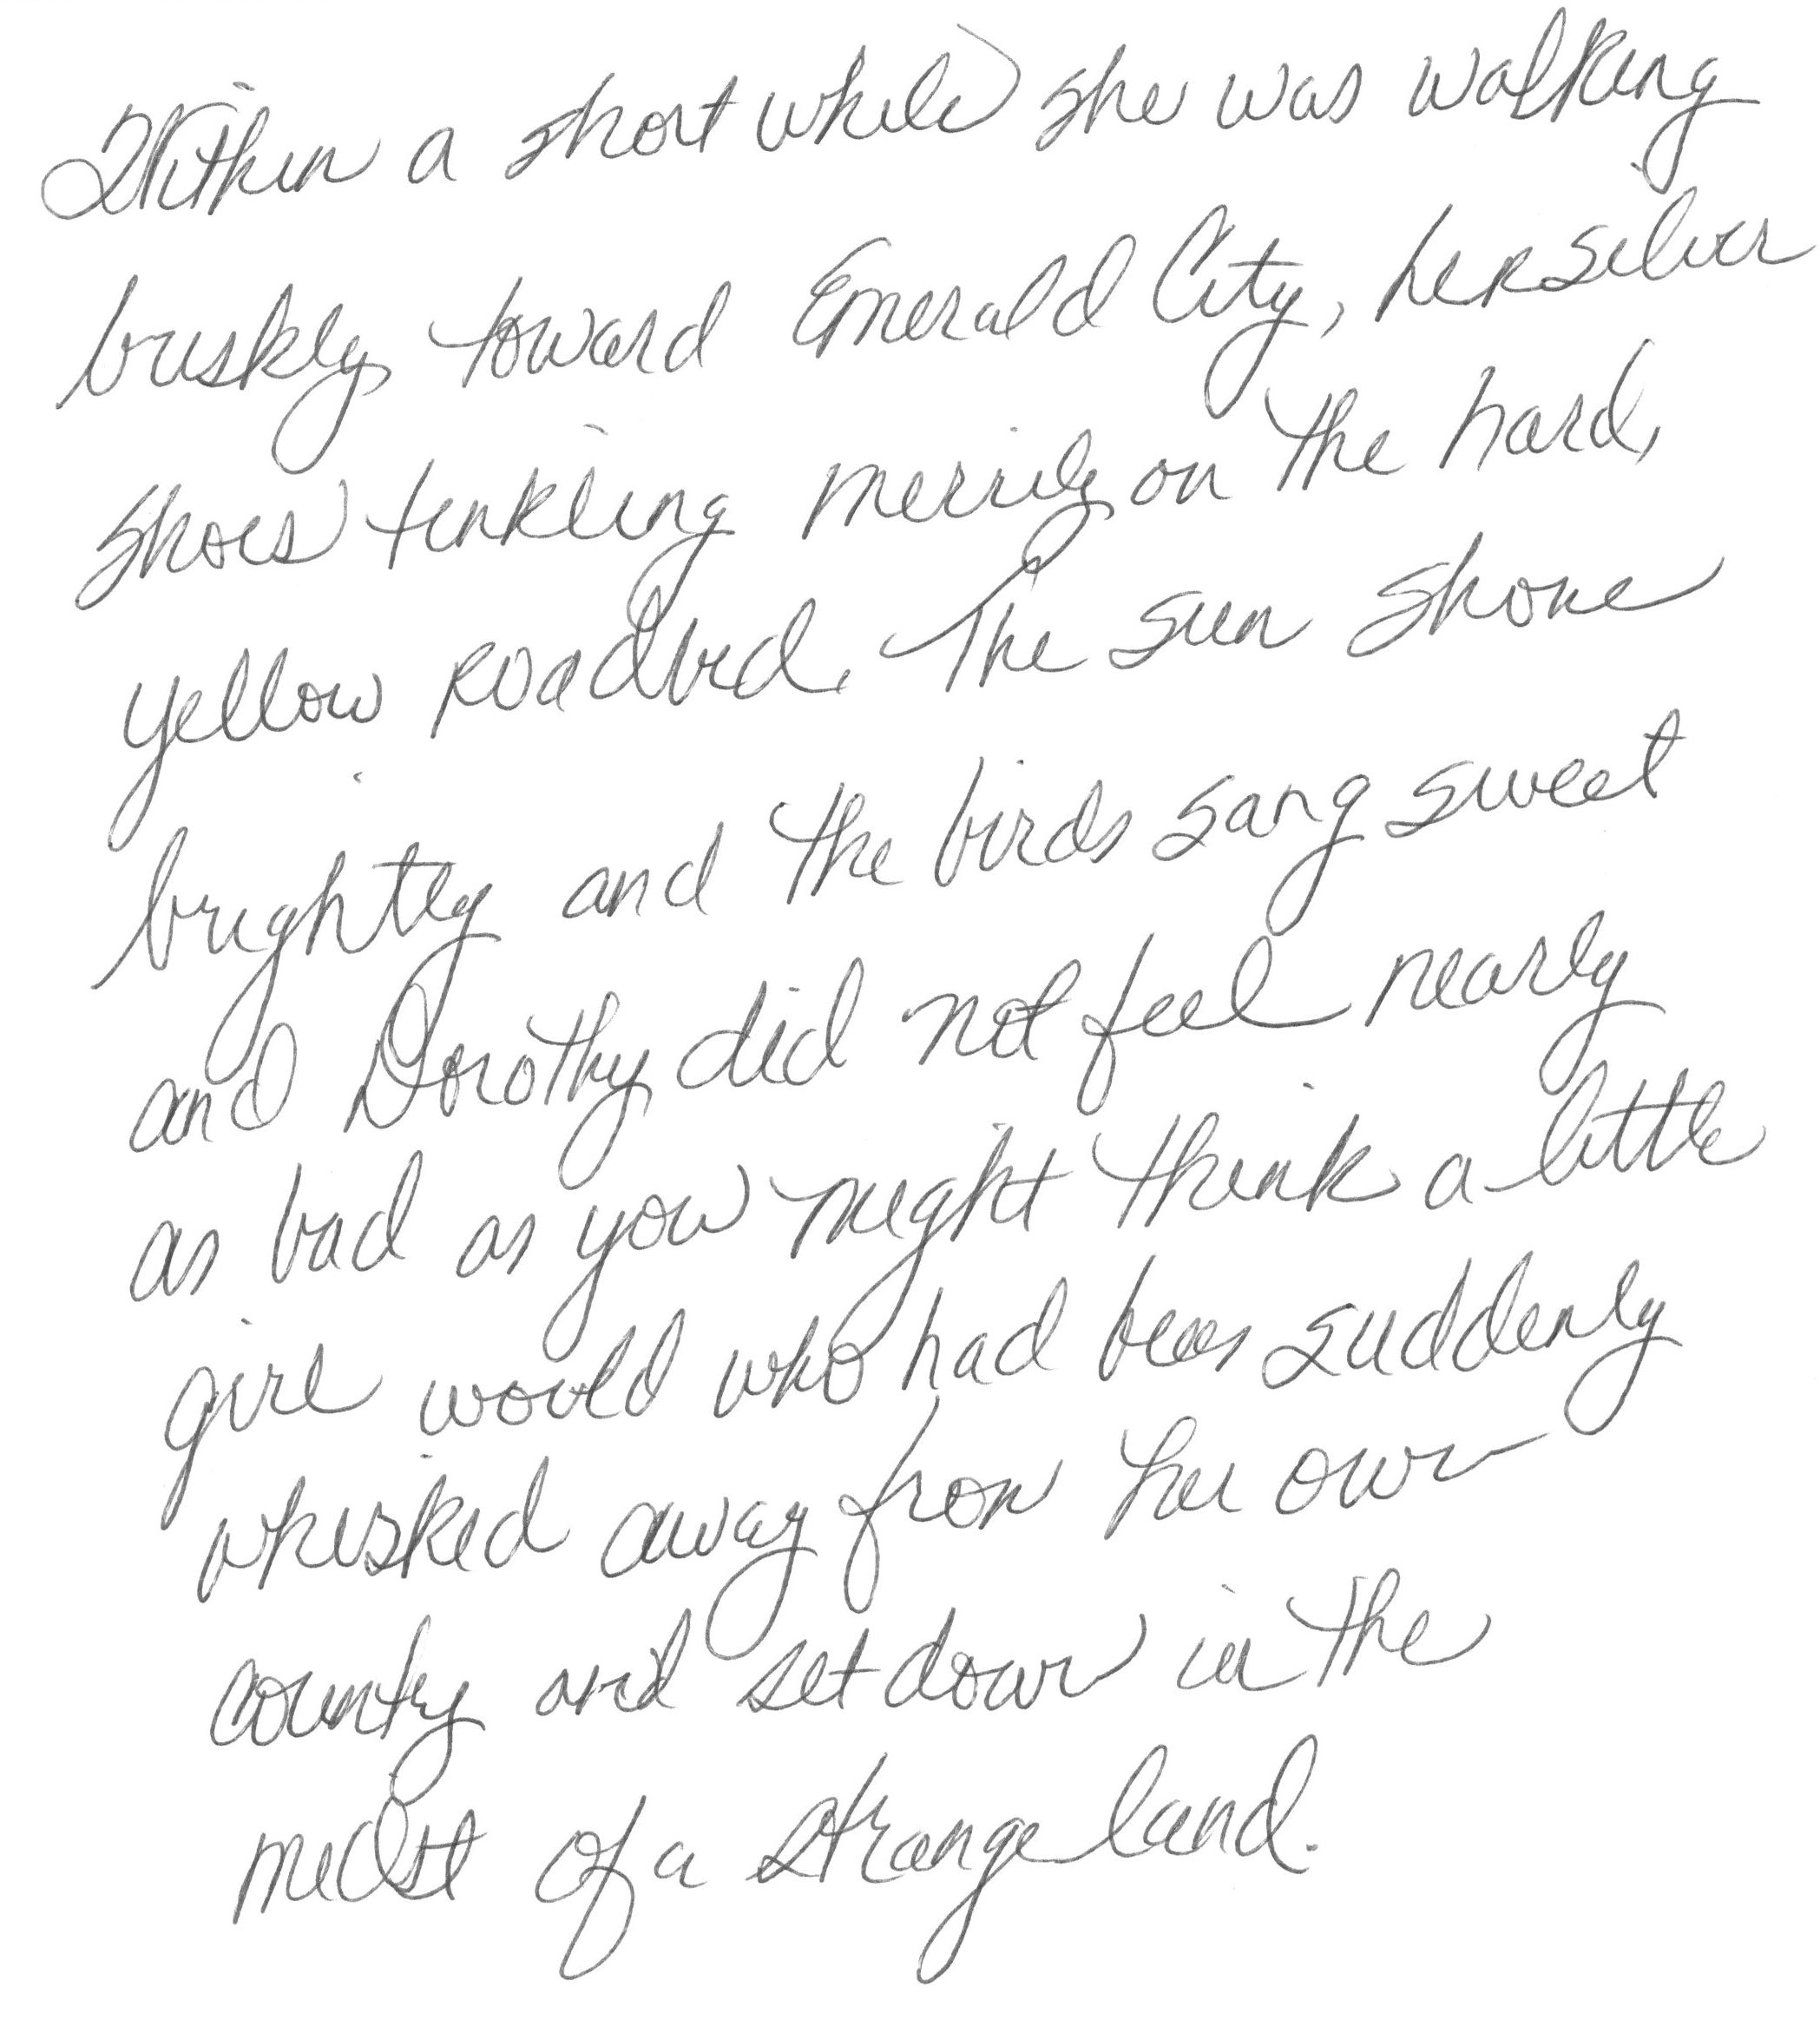 Within a short while she was walking
briskly toward Emerald City, her silver
shoes tinkling merrily on the hard,
yellow roadbed. The sun shone
brightly and the birds sang sweet
and Dorothy did not feel nearly
as bad as you might think a little
girl would who had been suddenly
whisked away from her own
country and set down in the
midst of a strange land.